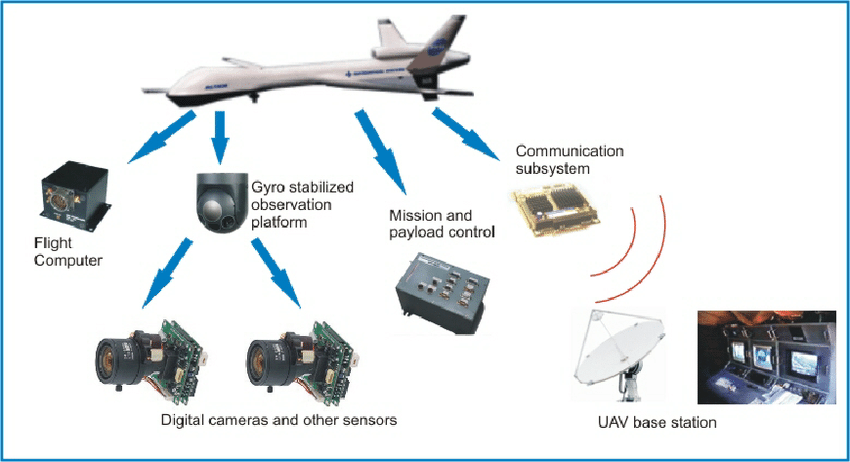 ALTAIR
Communication
subsystem
Gyro stabilized
observation
platform
Mission and
payload control
Flight
Computer
Digital cameras and other sensors
UAV base station